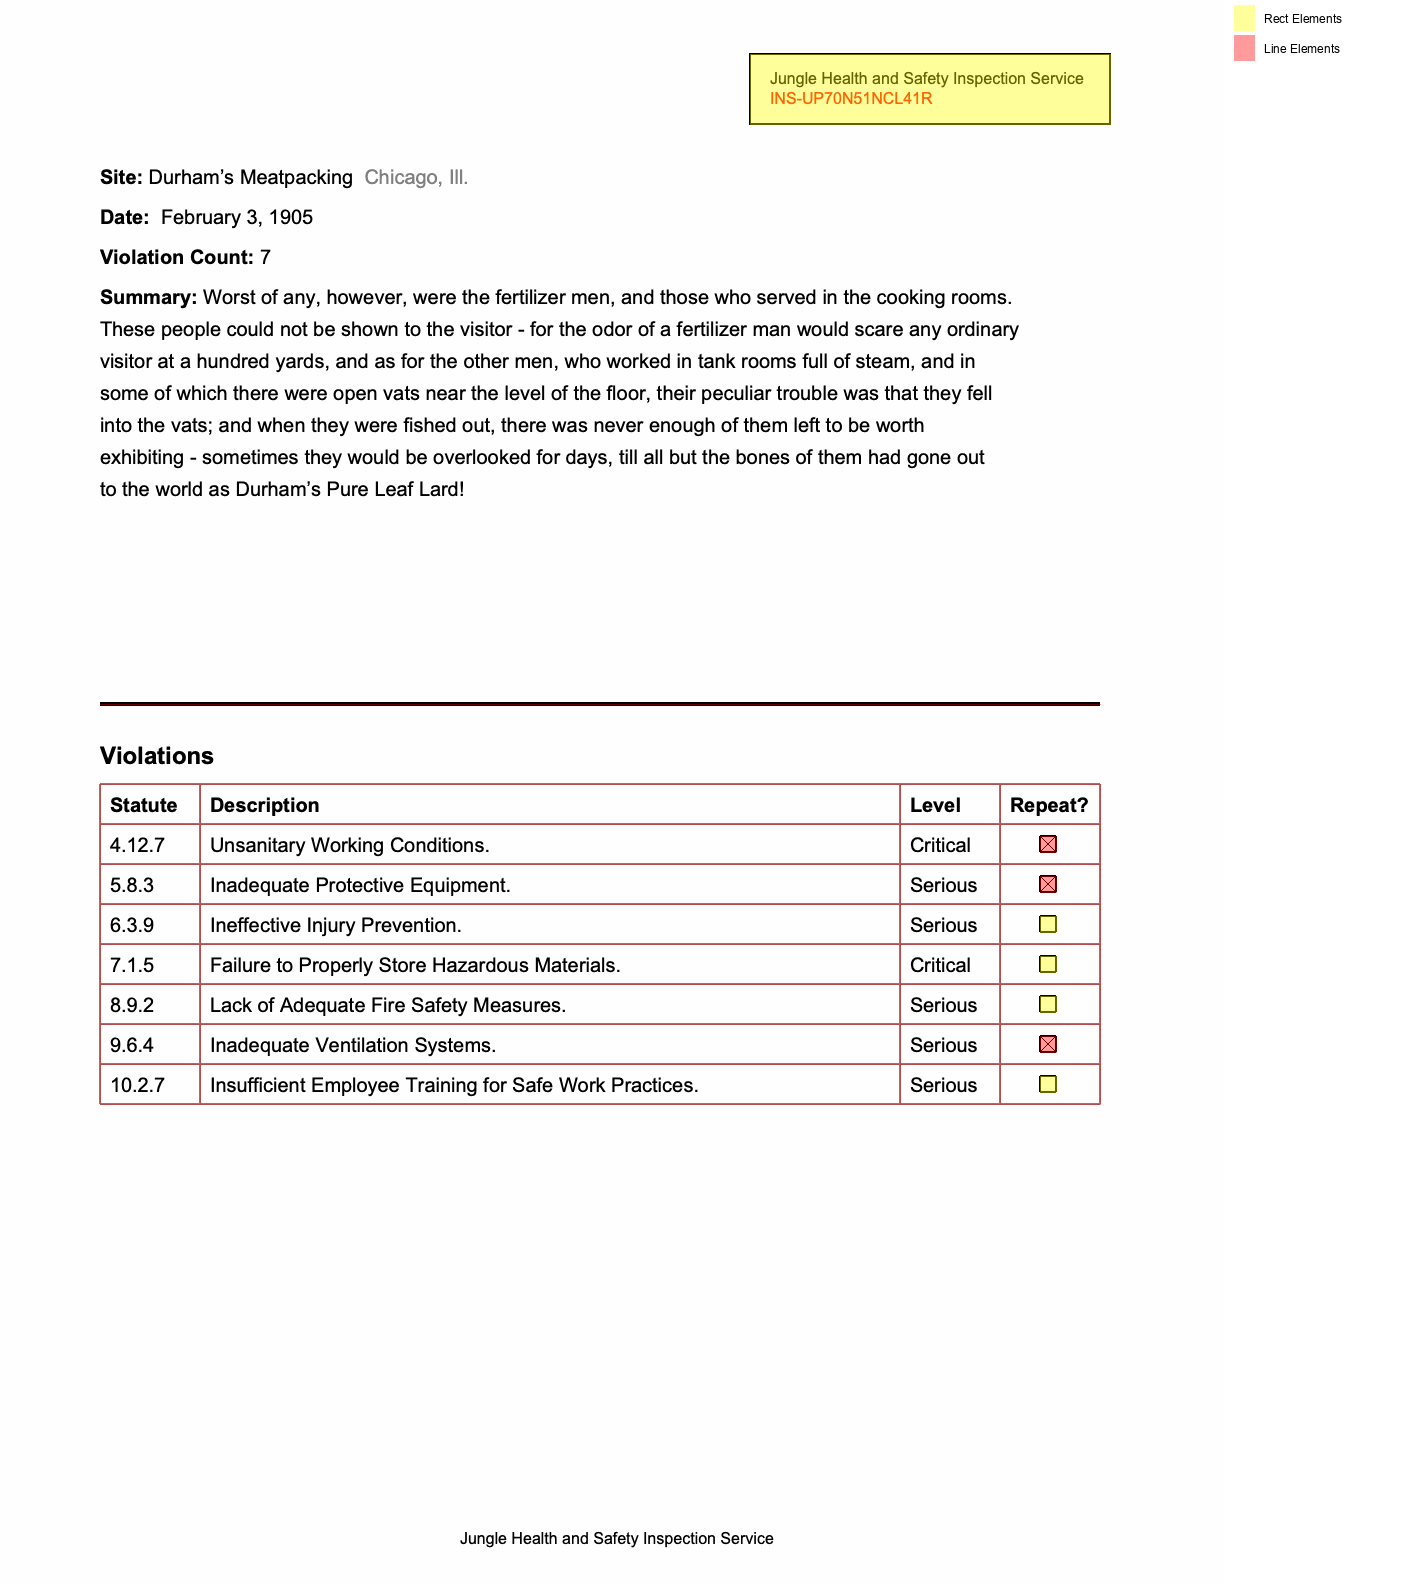 Rect Elements
Line Elements
Jungle Health and Safety Inspection Service
INS-UP70N51NCL41R
Site: Durham’s Meatpacking Chicago, Ill.
Date: February 3, 1905
Violation Count: 7
Summary: Worst of any, however, were the fertilizer men, and those who served in the cooking rooms.
These people could not be shown to the visitor - for the odor of a fertilizer man would scare any ordinary
visitor at a hundred yards, and as for the other men, who worked in tank rooms full of steam, and in
some of which there were open vats near the level of the floor, their peculiar trouble was that they fell
into the vats; and when they were fished out, there was never enough of them left to be worth
exhibiting - sometimes they would be overlooked for days, till all but the bones of them had gone out
to the world as Durham’s Pure Leaf Lard!
Violations
Statute Description Level Repeat?
4.12.7 Unsanitary Working Conditions. Critical
5.8.3 Inadequate Protective Equipment. Serious
6.3.9 Ineffective Injury Prevention. Serious
7.1.5 Failure to Properly Store Hazardous Materials. Critical
8.9.2 Lack of Adequate Fire Safety Measures. Serious
9.6.4 Inadequate Ventilation Systems. Serious
10.2.7 Insufficient Employee Training for Safe Work Practices. Serious
Jungle Health and Safety Inspection Service